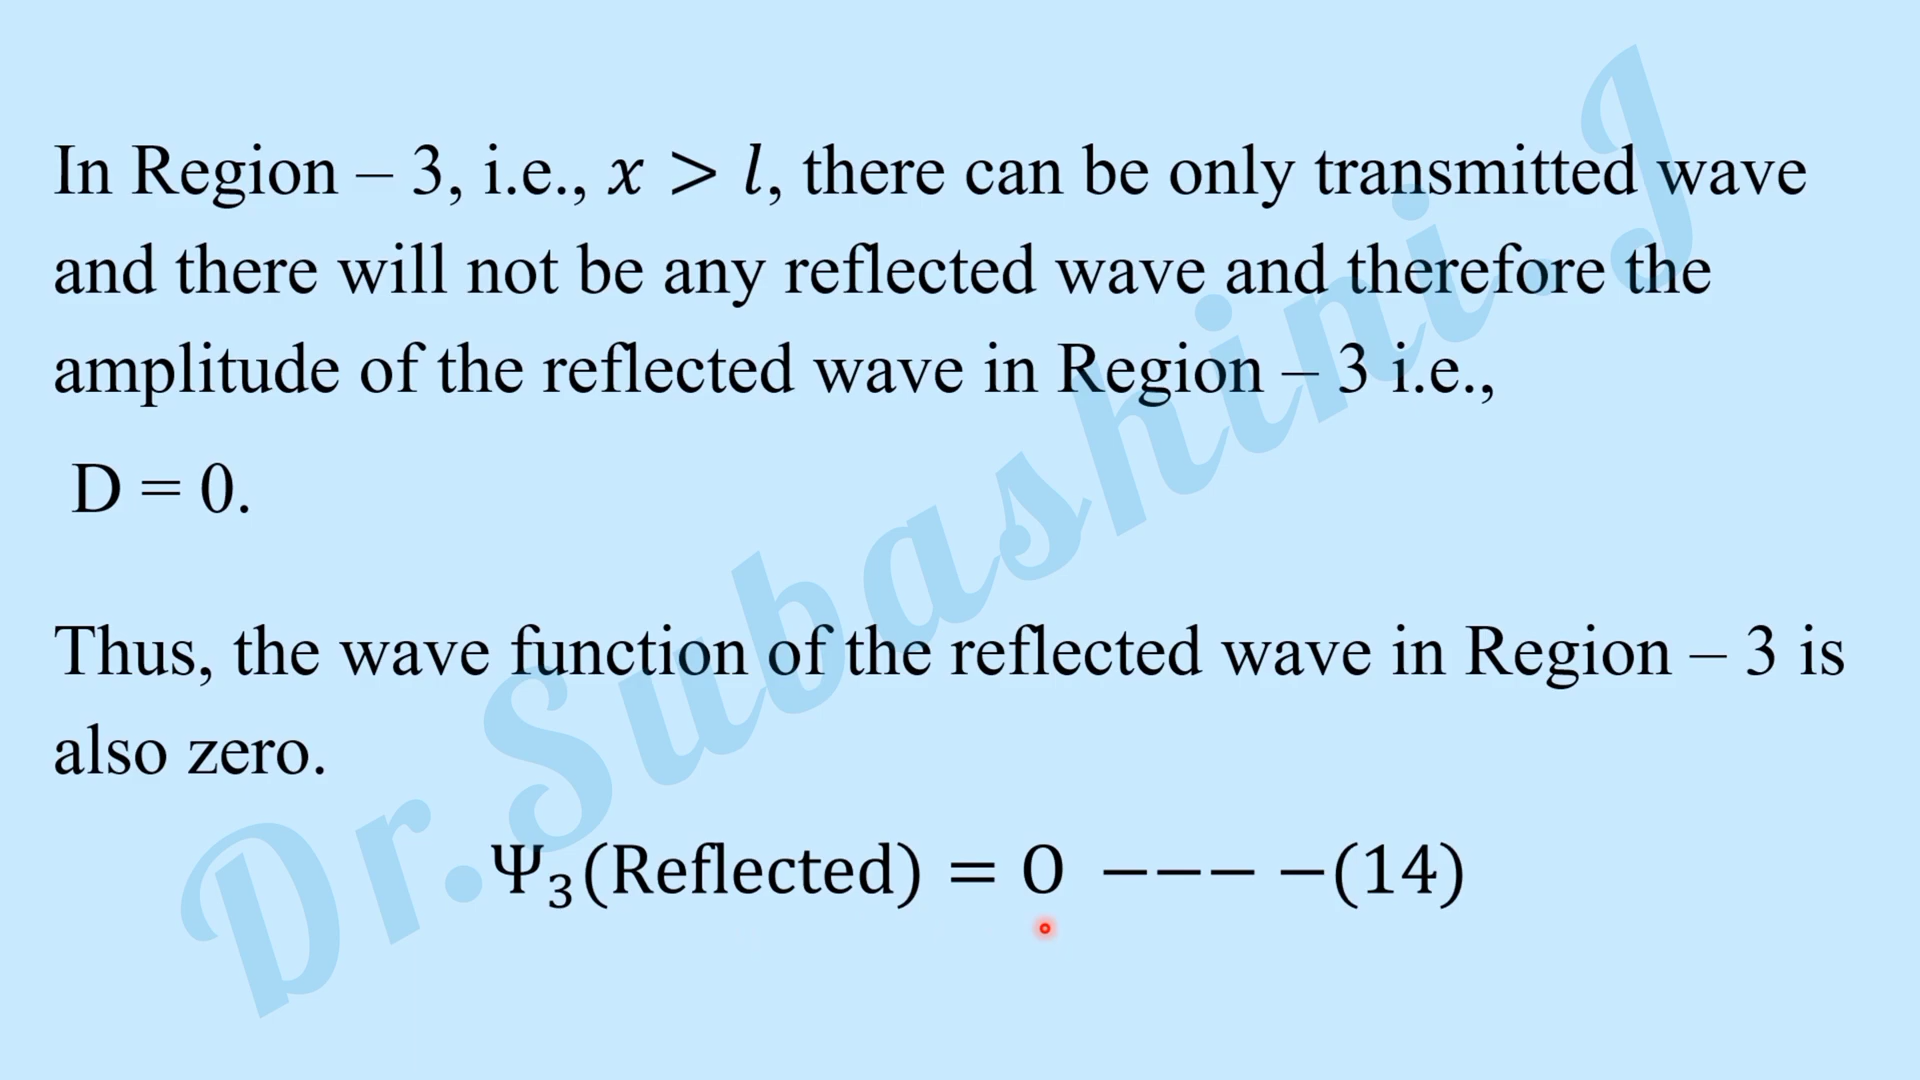 In Region – 3, i.e., 𝑥 > 𝑙, there can be only transmitted wave
and there will not be any reflected wave and therefore the
amplitude of the reflected wave in Region – 3 i.e.,
D = 0.
Thus, the wave function of the reflected wave in Region – 3 is
also zero.
Ψ₃(Reflected) = 0 −−− −(14)
Dr.Subashini.J